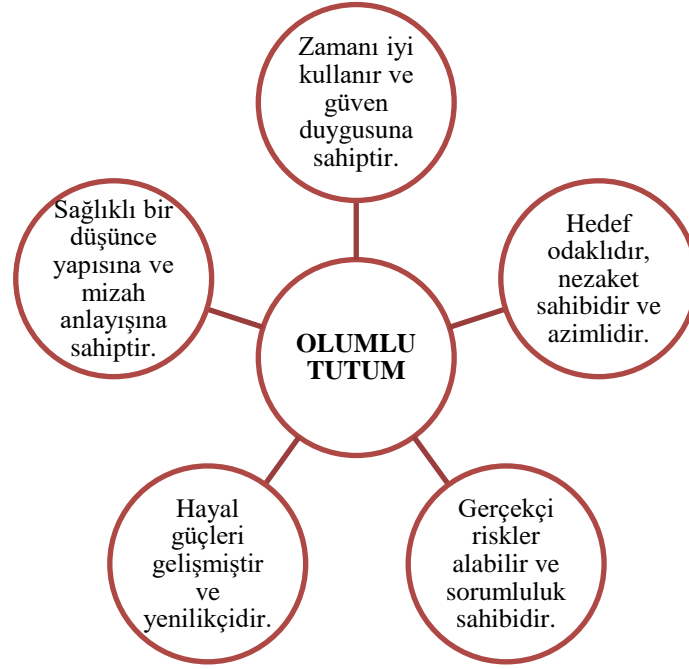 Zamanı iyi
kullanır ve
güven
duygusuna
sahiptir.
Hedef
odaklıdır,
nezaket
sahibidir ve
azimlidir.
Gerçekçi
riskler
alabilir ve
sorumluluk
sahibidir.
Hayal
güçleri
gelişmiştir
ve
yenilikçidir.
Sağlıklı bir
düşünce
yapısına ve
mizah
anlayışına
sahiptir.
OLUMLU
TUTUM